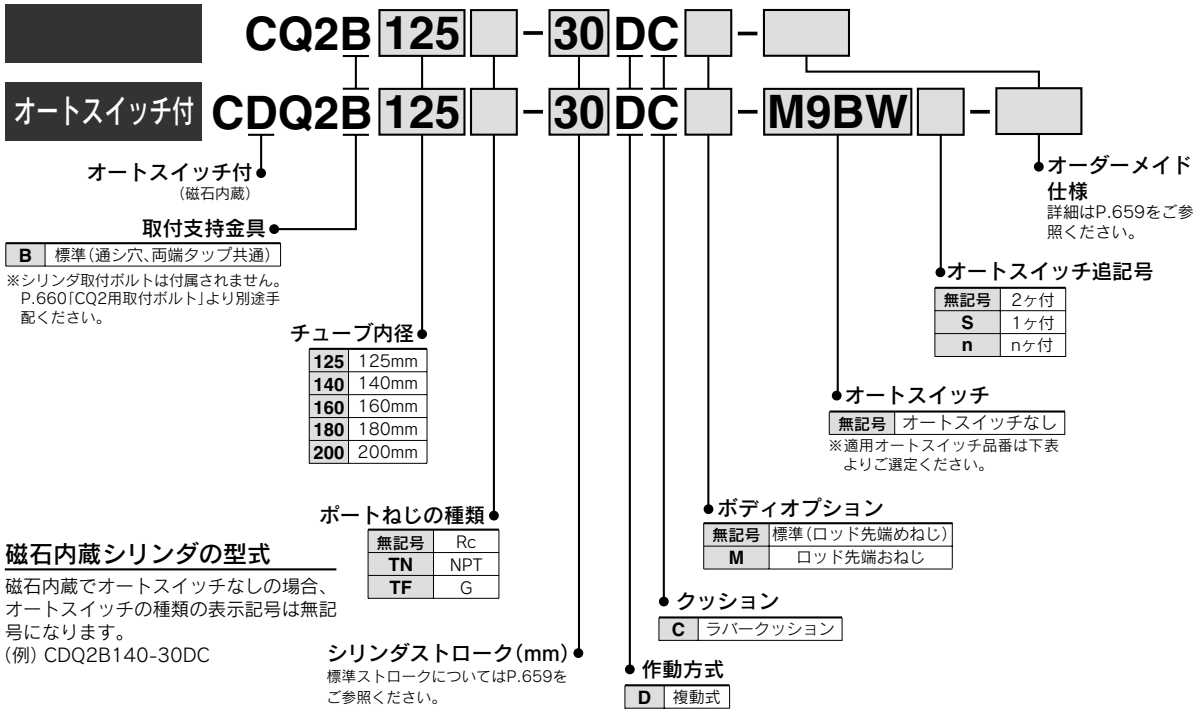 CQ2B 125 - 30 DC -
オートスイッチ付 CDQ2B 125 - 30 DC - M9BW -
オートスイッチ付
(磁石内蔵)
取付支持金具
B 標準(通シ穴、両端タップ共通)
※シリンダ取付ボルトは付属されません。
P.660「CQ2用取付ボルト」より別途手
配ください。
チューブ内径
125 125mm
140 140mm
160 160mm
180 180mm
200 200mm
ポートねじの種類
無記号 Rc
TN NPT
TF G
磁石内蔵シリンダの型式
磁石内蔵でオートスイッチなしの場合、
オートスイッチの種類の表示記号は無記
号になります。
(例) CDQ2B140-30DC
シリンダストローク(mm)
標準ストロークについてはP.659を
ご参照ください。
作動方式
D 複動式
クッション
C ラバークッション
ボディオプション
無記号 標準(ロッド先端めねじ)
M ロッド先端おねじ
オートスイッチ
無記号 オートスイッチなし
※適用オートスイッチ品番は下表
よりご選定ください。
オートスイッチ追記号
無記号 2ヶ付
S 1ヶ付
n nヶ付
オーダーメイド
仕様
詳細はP.659をご参
照ください。